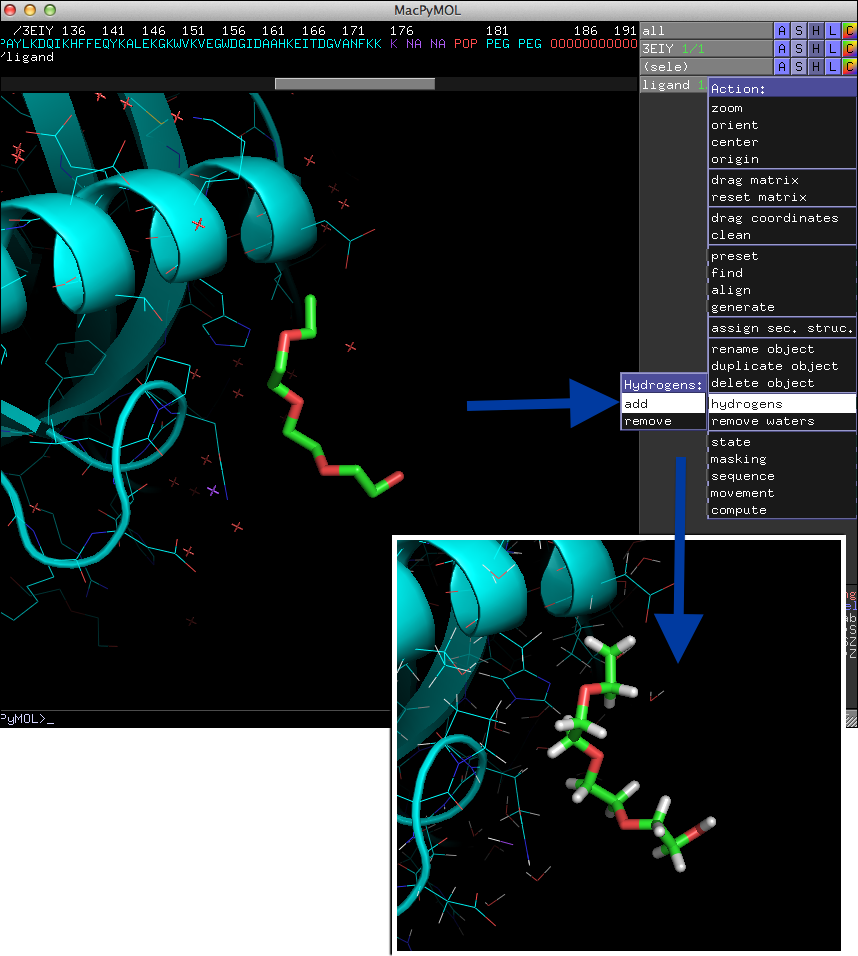 MacPyMOL
/3EIY 136 141 146 151 156 161 166 171 176 181 186 191
PAYLKDQIKHFFEQYKALEKGKWVKVEGWDGIDAAHKEITDGVANFKK K NA NA POP PEG PEG OOOOOOOOOOOO
/ligand
all A S H L C
3EIY 1/1 A S H L C
(sele) A S H L C
ligand 1
Action:
zoom
orient
center
origin
drag matrix
reset matrix
drag coordinates
clean
preset
find
align
generate
assign sec. struc.
rename object
duplicate object
delete object
hydrogens
remove waters
state
masking
sequence
movement
compute
Hydrogens:
add
remove
PyMOL>_